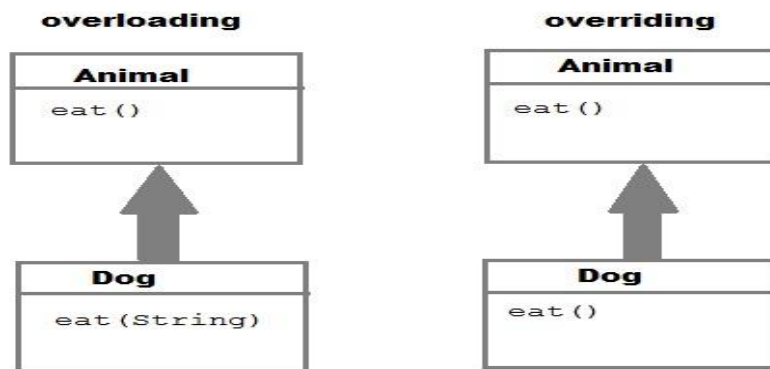 overloading
Animal
eat()
Dog
eat(String)
overriding
Animal
eat()
Dog
eat()